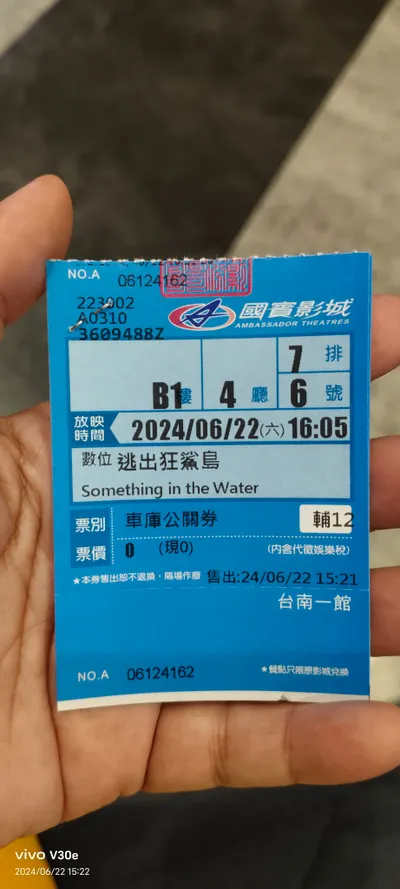 NO.A 06124162
223002
A0310
3609488Z
國賓影城
AMBASSADOR THEATRES
7 排
B1樓 4 廳 6 號
放映時間 2024/06/22(六) 16:05
數位 逃出狂鯊島
Something in the Water
票別 車庫公關券 輔12
票價 0 (現0) (內含代徵娛樂稅)
★本券售出恕不退換,隔場作廢 售出:24/06/22 15:21
台南一館
NO.A 06124162 ★餐點只限原影城兌換
vivo V30e
2024/06/22 15:22